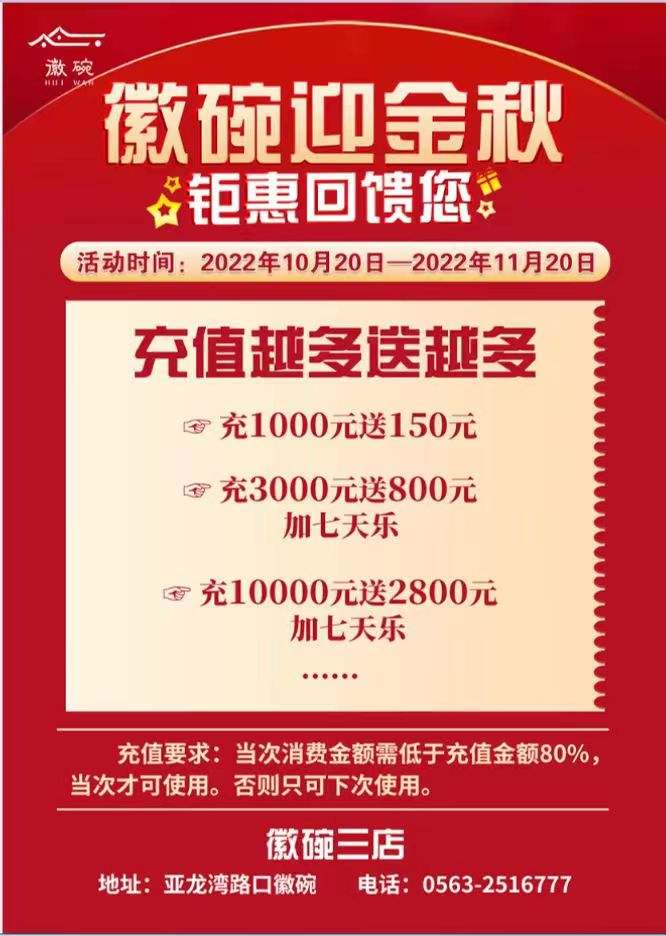 徽碗
HUI WAN
徽碗迎金秋
钜惠回馈您
活动时间：2022年10月20日—2022年11月20日
充值越多送越多
☞ 充1000元送150元
☞ 充3000元送800元
加七天乐
☞ 充10000元送2800元
加七天乐
······
充值要求：当次消费金额需低于充值金额80%，
当次才可使用。否则只可下次使用。
徽碗三店
地址：亚龙湾路口徽碗 电话：0563-2516777